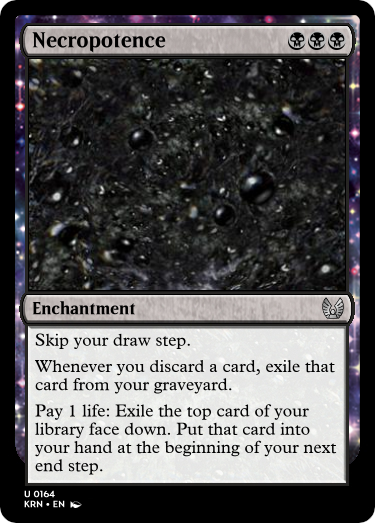 Necropotence
Enchantment
Skip your draw step.
Whenever you discard a card, exile that
card from your graveyard.
Pay 1 life: Exile the top card of your
library face down. Put that card into
your hand at the beginning of your next
end step.
U 0164
KRN • EN